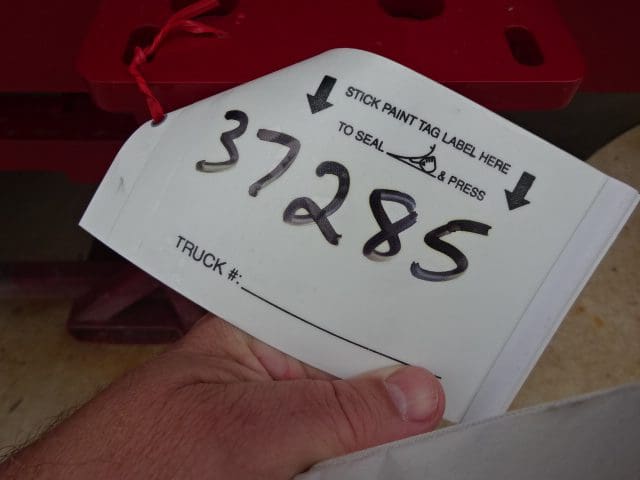 STICK PAINT TAG LABEL HERE
TO SEAL & PRESS
37285
TRUCK #: